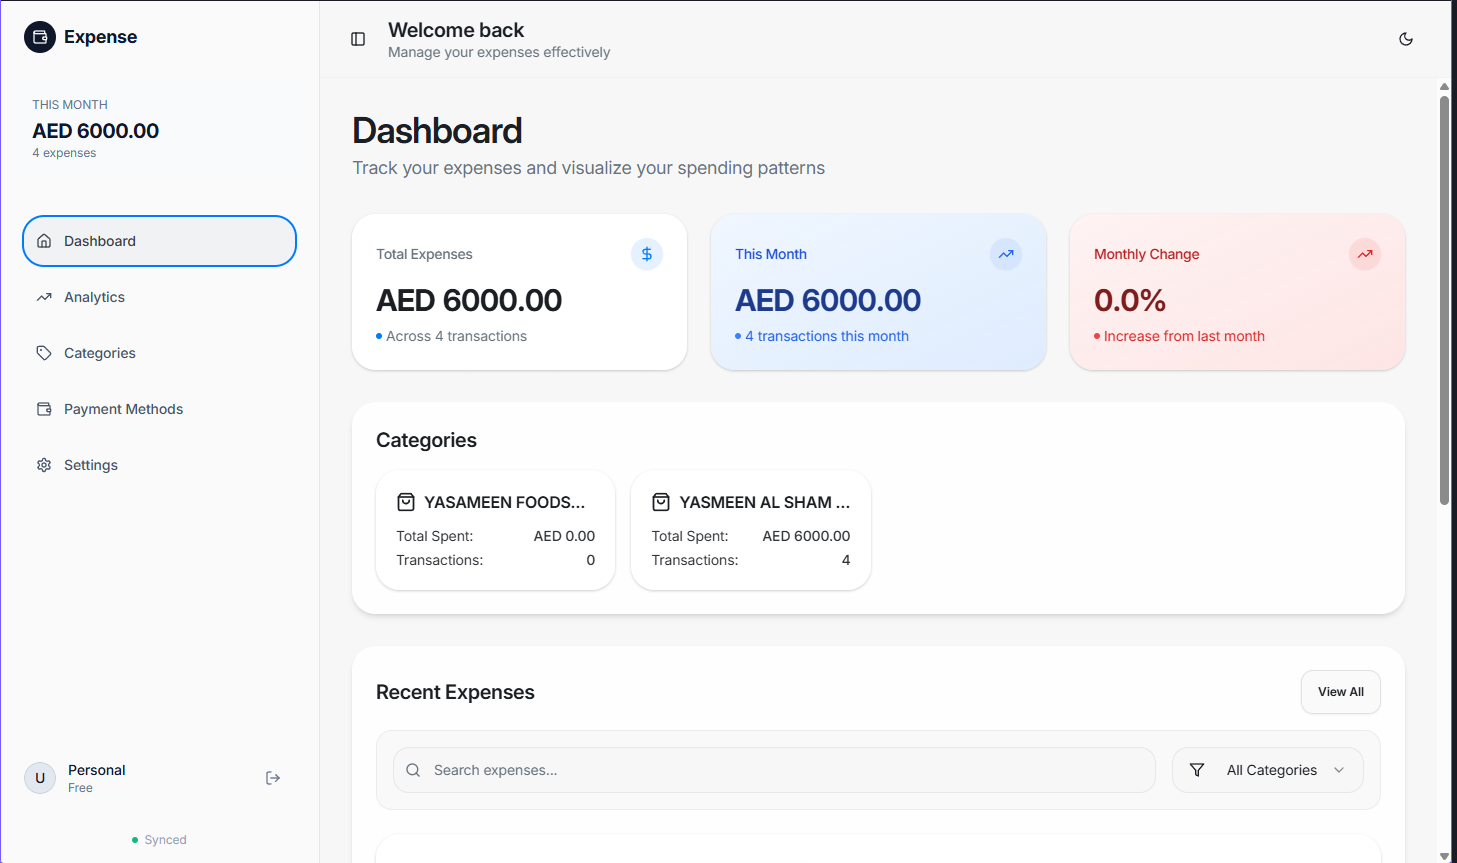 Expense
THIS MONTH
AED 6000.00
4 expenses
Dashboard
Analytics
Categories
Payment Methods
Settings
U
Personal
Free
Synced
Welcome back
Manage your expenses effectively
Dashboard
Track your expenses and visualize your spending patterns
Total Expenses
$
AED 6000.00
Across 4 transactions
This Month
AED 6000.00
4 transactions this month
Monthly Change
0.0%
Increase from last month
Categories
YASAMEEN FOODS...
Total Spent: AED 0.00
Transactions: 0
YASMEEN AL SHAM ...
Total Spent: AED 6000.00
Transactions: 4
Recent Expenses
View All
Search expenses...
All Categories